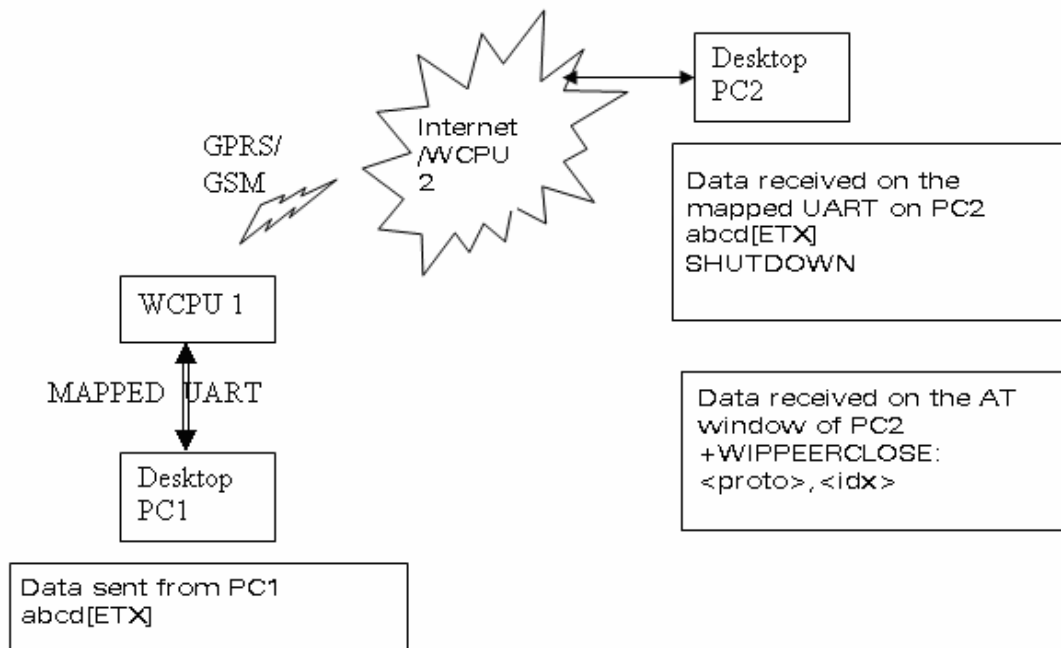 Desktop
PC2
Internet
/WCPU
2
GPRS/
GSM
Data received on the
mapped UART on PC2
abcd[ETX]
SHUTDOWN
WCPU 1
MAPPED UART
Data received on the AT
window of PC2
+WIPPEERCLOSE:
<proto>,<idx>
Desktop
PC1
Data sent from PC1
abcd[ETX]